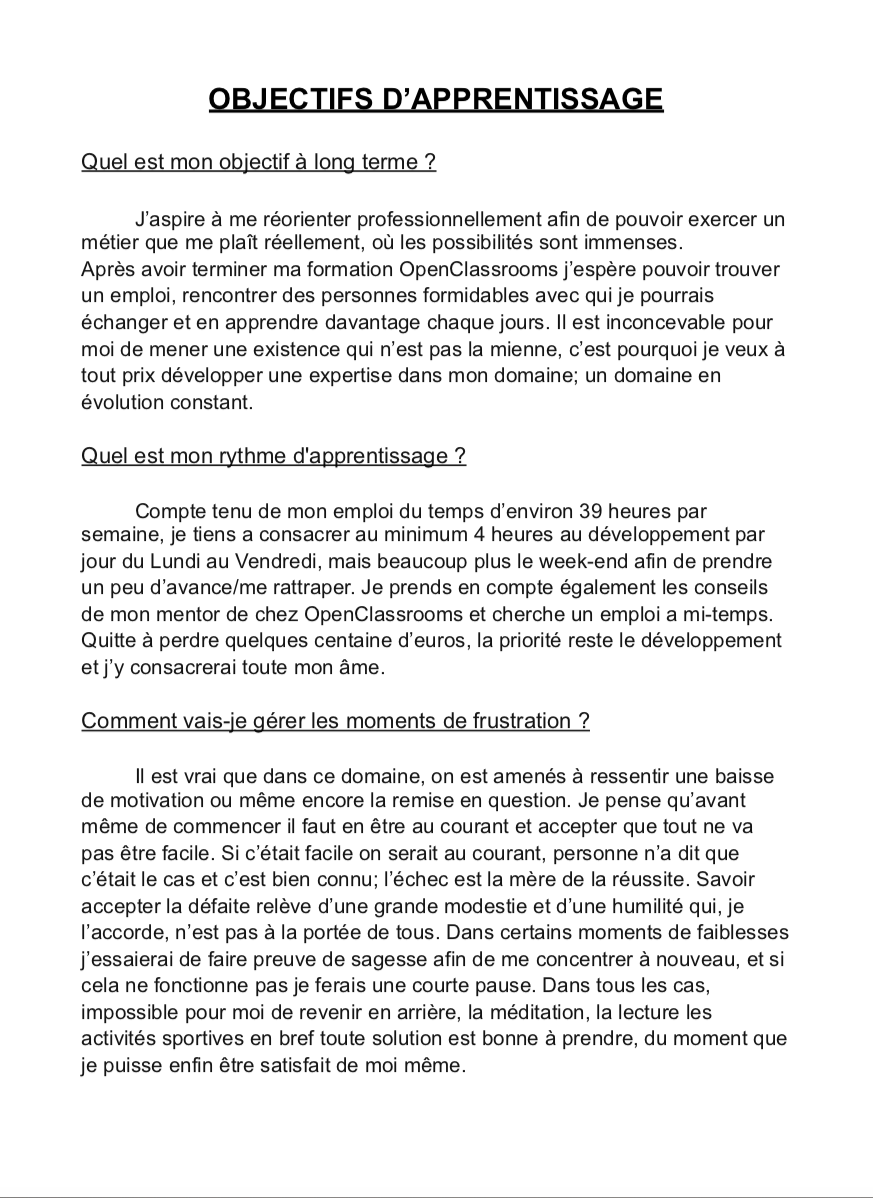 OBJECTIFS D’APPRENTISSAGE
Quel est mon objectif à long terme ?
J’aspire à me réorienter professionnellement afin de pouvoir exercer un
métier que me plaît réellement, où les possibilités sont immenses.
Après avoir terminer ma formation OpenClassrooms j’espère pouvoir trouver
un emploi, rencontrer des personnes formidables avec qui je pourrais
échanger et en apprendre davantage chaque jours. Il est inconcevable pour
moi de mener une existence qui n’est pas la mienne, c’est pourquoi je veux à
tout prix développer une expertise dans mon domaine; un domaine en
évolution constant.
Quel est mon rythme d'apprentissage ?
Compte tenu de mon emploi du temps d’environ 39 heures par
semaine, je tiens a consacrer au minimum 4 heures au développement par
jour du Lundi au Vendredi, mais beaucoup plus le week-end afin de prendre
un peu d’avance/me rattraper. Je prends en compte également les conseils
de mon mentor de chez OpenClassrooms et cherche un emploi a mi-temps.
Quitte à perdre quelques centaine d’euros, la priorité reste le développement
et j’y consacrerai toute mon âme.
Comment vais-je gérer les moments de frustration ?
Il est vrai que dans ce domaine, on est amenés à ressentir une baisse
de motivation ou même encore la remise en question. Je pense qu’avant
même de commencer il faut en être au courant et accepter que tout ne va
pas être facile. Si c’était facile on serait au courant, personne n’a dit que
c’était le cas et c’est bien connu; l’échec est la mère de la réussite. Savoir
accepter la défaite relève d’une grande modestie et d’une humilité qui, je
l’accorde, n’est pas à la portée de tous. Dans certains moments de faiblesses
j’essaierai de faire preuve de sagesse afin de me concentrer à nouveau, et si
cela ne fonctionne pas je ferais une courte pause. Dans tous les cas,
impossible pour moi de revenir en arrière, la méditation, la lecture les
activités sportives en bref toute solution est bonne à prendre, du moment que
je puisse enfin être satisfait de moi même.